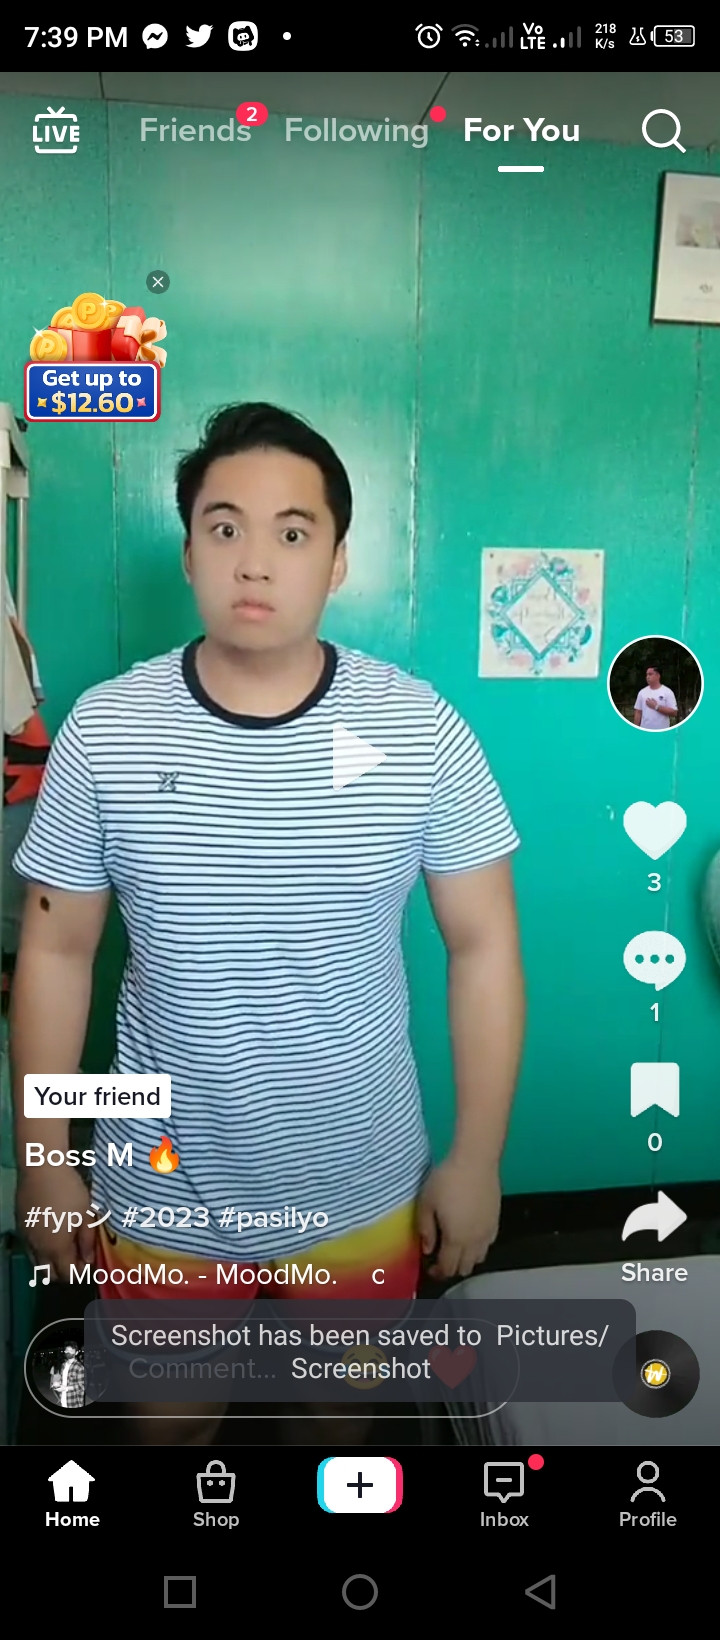 7:39 PM
Vo
LTE
218
K/s
53
LIVE
Friends 2
Following
For You
Get up to
$12.60
3
1
Your friend
0
Boss M 🔥
#fypシ #2023 #pasilyo
MoodMo. - MoodMo.
Share
Screenshot has been saved to Pictures/
Screenshot
Comment...
Home
Shop
Inbox
Profile